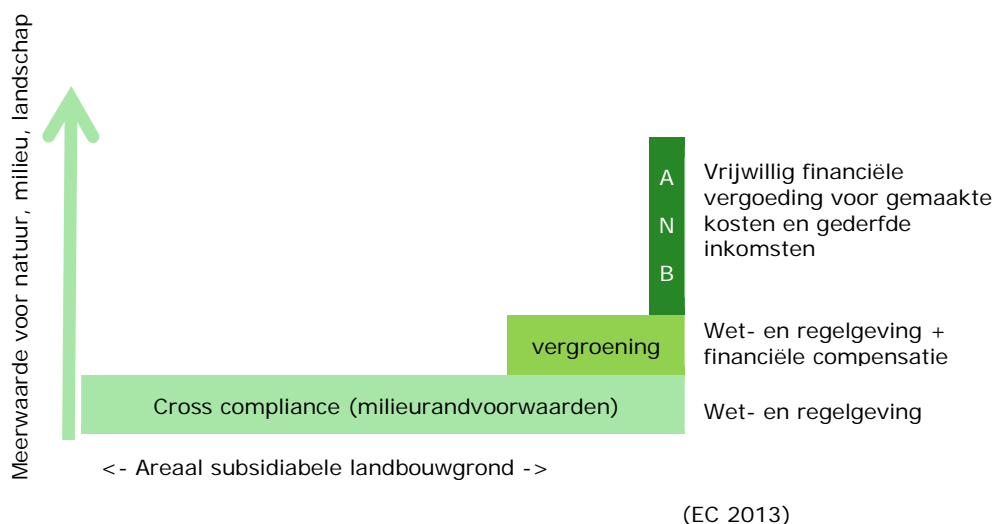 Meerwaarde voor natuur, milieu, landschap
A
N
B
Vrijwillig financiële
vergoeding voor gemaakte
kosten en gederfde
inkomsten
vergroening
Wet- en regelgeving +
financiële compensatie
Cross compliance (milieurandvoorwaarden)
Wet- en regelgeving
<- Areaal subsidiabele landbouwgrond ->
(EC 2013)